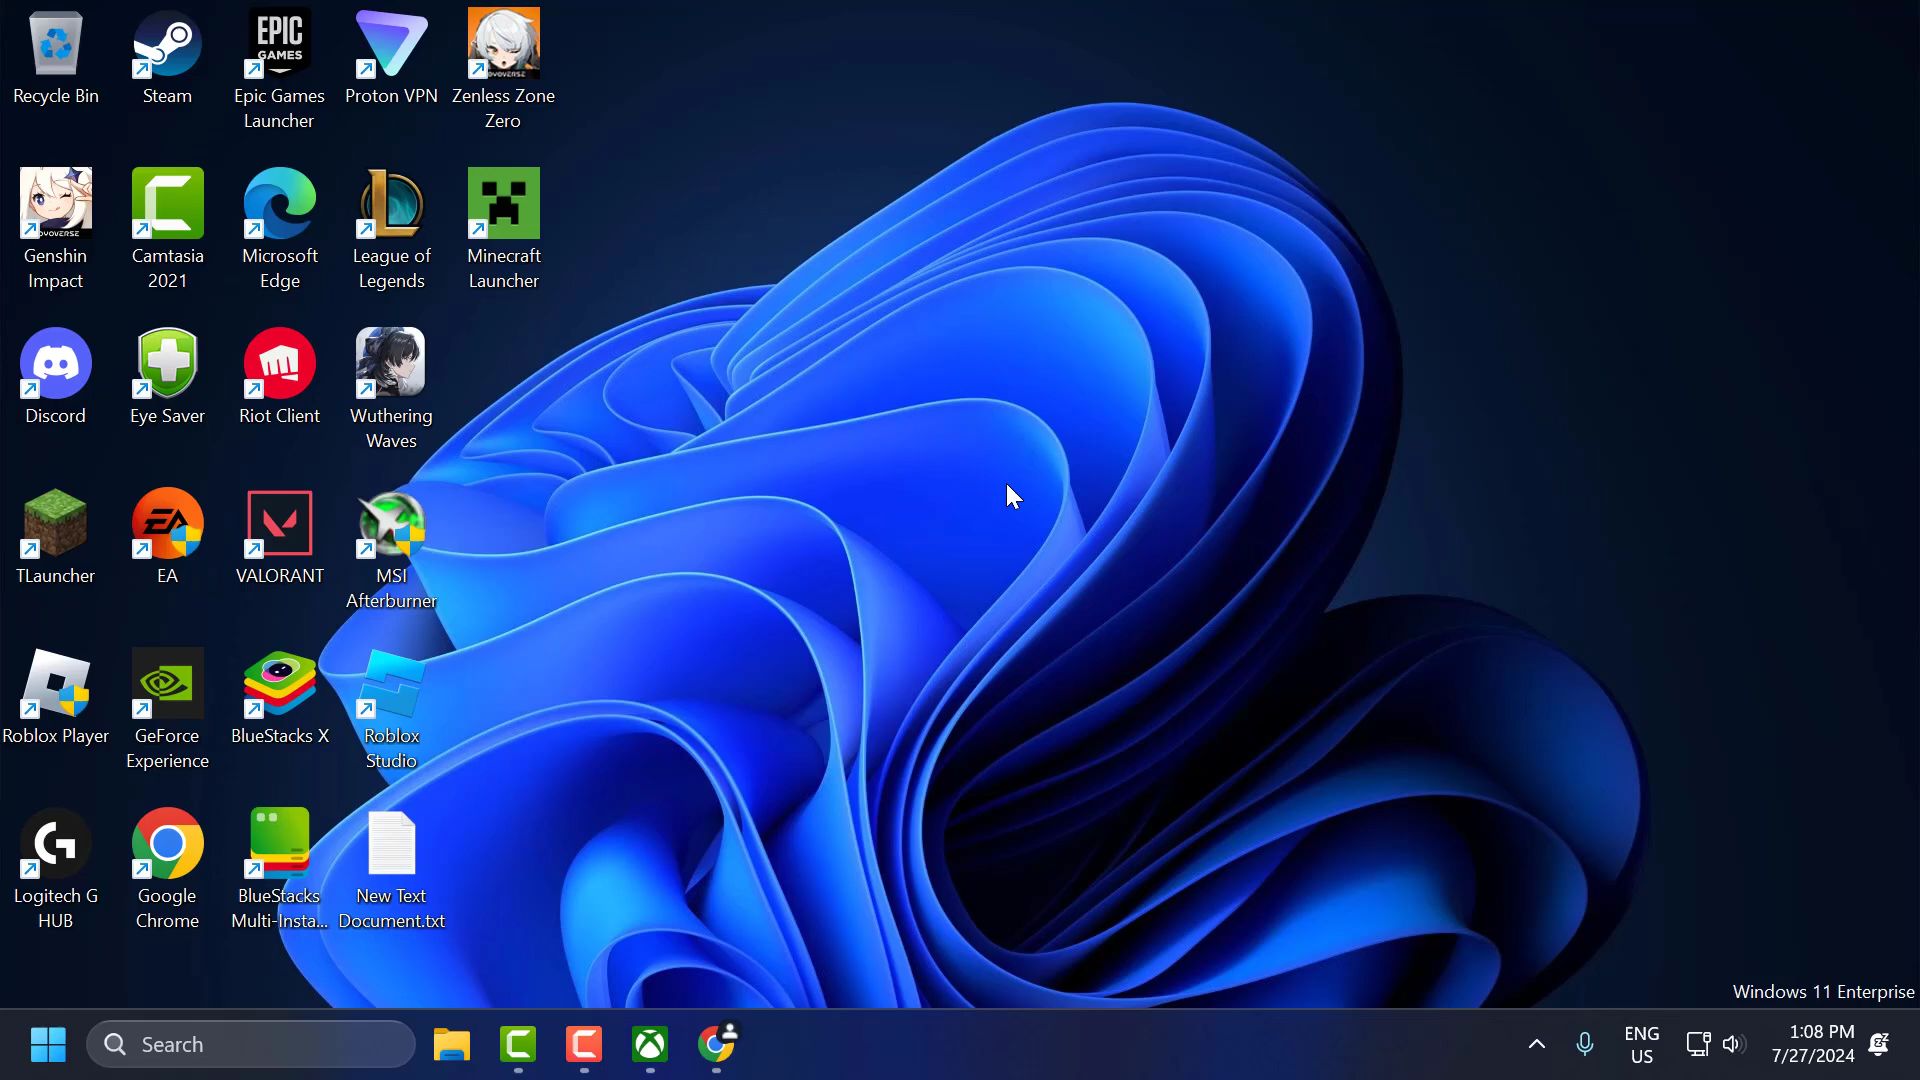 Recycle Bin
Steam
EPIC
GAMES
Epic Games
Launcher
Proton VPN
Zenless Zone
Zero
Genshin
Impact
Camtasia
2021
Microsoft
Edge
League of
Legends
Minecraft
Launcher
Discord
Eye Saver
Riot Client
Wuthering
Waves
TLauncher
EA
EA
VALORANT
MSI
Afterburner
Roblox Player
GeForce
Experience
BlueStacks X
Roblox
Studio
Logitech G
HUB
Google
Chrome
BlueStacks
Multi-Insta...
New Text
Document.txt
Windows 11 Enterprise
Search
ENG
US
1:08 PM
7/27/2024